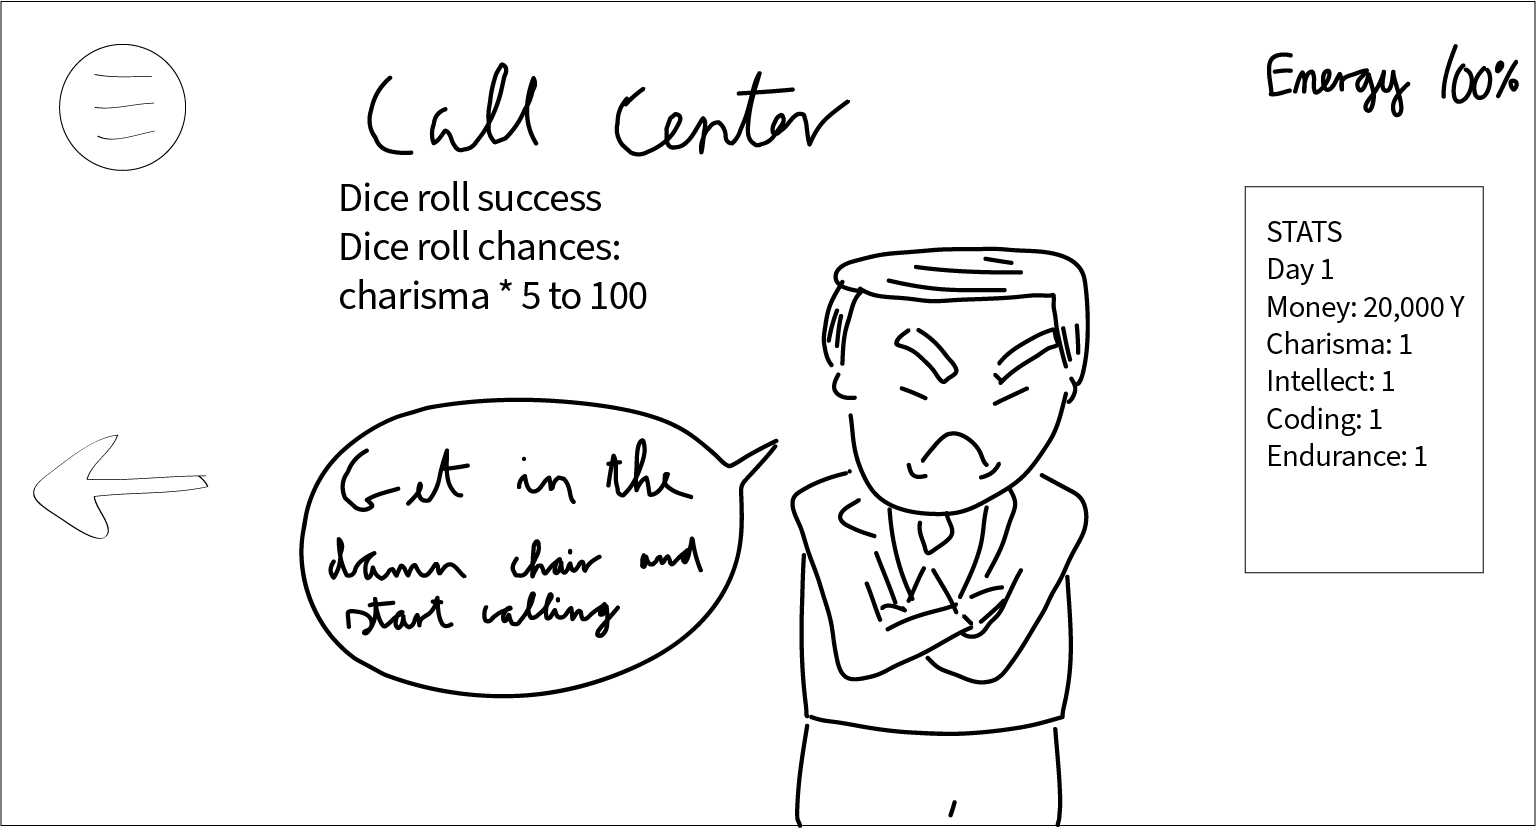 Call Center
Energy 100%
Dice roll success
Dice roll chances:
charisma * 5 to 100
STATS
Day 1
Money: 20,000 Y
Charisma: 1
Intellect: 1
Coding: 1
Endurance: 1
Get in the
damn chair and
start calling